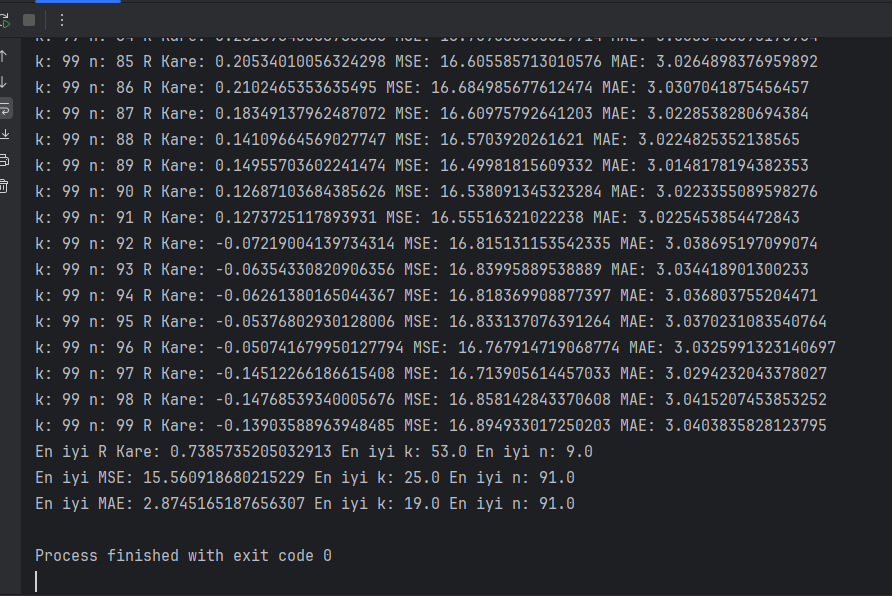 k: 99 n: 85 R Kare: 0.20534010056324298 MSE: 16.605585713010576 MAE: 3.0264898376959892
k: 99 n: 86 R Kare: 0.2102465353635495 MSE: 16.684985677612474 MAE: 3.0307041875456457
k: 99 n: 87 R Kare: 0.18349137962487072 MSE: 16.60975792641203 MAE: 3.0228538280694384
k: 99 n: 88 R Kare: 0.14109664569027747 MSE: 16.5703920261621 MAE: 3.0224825352138565
k: 99 n: 89 R Kare: 0.14955703602241474 MSE: 16.49981815609332 MAE: 3.0148178194382353
k: 99 n: 90 R Kare: 0.12687103684385626 MSE: 16.538091345323284 MAE: 3.0223355089598276
k: 99 n: 91 R Kare: 0.1273725117893931 MSE: 16.55516321022238 MAE: 3.0225453854472843
k: 99 n: 92 R Kare: -0.07219004139734314 MSE: 16.815131153542335 MAE: 3.038695197099074
k: 99 n: 93 R Kare: -0.06354330820906356 MSE: 16.83995889538889 MAE: 3.034418901300233
k: 99 n: 94 R Kare: -0.06261380165044367 MSE: 16.818369908877397 MAE: 3.036803755204471
k: 99 n: 95 R Kare: -0.05376802930128006 MSE: 16.833137076391264 MAE: 3.0370231083540764
k: 99 n: 96 R Kare: -0.050741679950127794 MSE: 16.767914719068774 MAE: 3.0325991323140697
k: 99 n: 97 R Kare: -0.14512266186615408 MSE: 16.713905614457033 MAE: 3.0294232043378027
k: 99 n: 98 R Kare: -0.14768539340005676 MSE: 16.858142843370608 MAE: 3.0415207453853252
k: 99 n: 99 R Kare: -0.13903588963948485 MSE: 16.894933017250203 MAE: 3.0403835828123795
En iyi R Kare: 0.7385735205032913 En iyi k: 53.0 En iyi n: 9.0
En iyi MSE: 15.560918680215229 En iyi k: 25.0 En iyi n: 91.0
En iyi MAE: 2.8745165187656307 En iyi k: 19.0 En iyi n: 91.0
Process finished with exit code 0